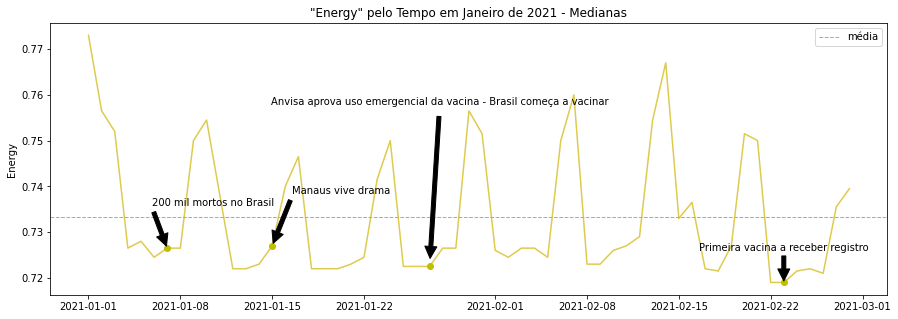 "Energy" pelo Tempo em Janeiro de 2021 - Medianas
média
0.77
0.76
0.75
0.74
0.73
0.72
Energy
Anvisa aprova uso emergencial da vacina - Brasil começa a vacinar
Manaus vive drama
200 mil mortos no Brasil
Primeira vacina a receber registro
2021-01-01
2021-01-08
2021-01-15
2021-01-22
2021-02-01
2021-02-08
2021-02-15
2021-02-22
2021-03-01